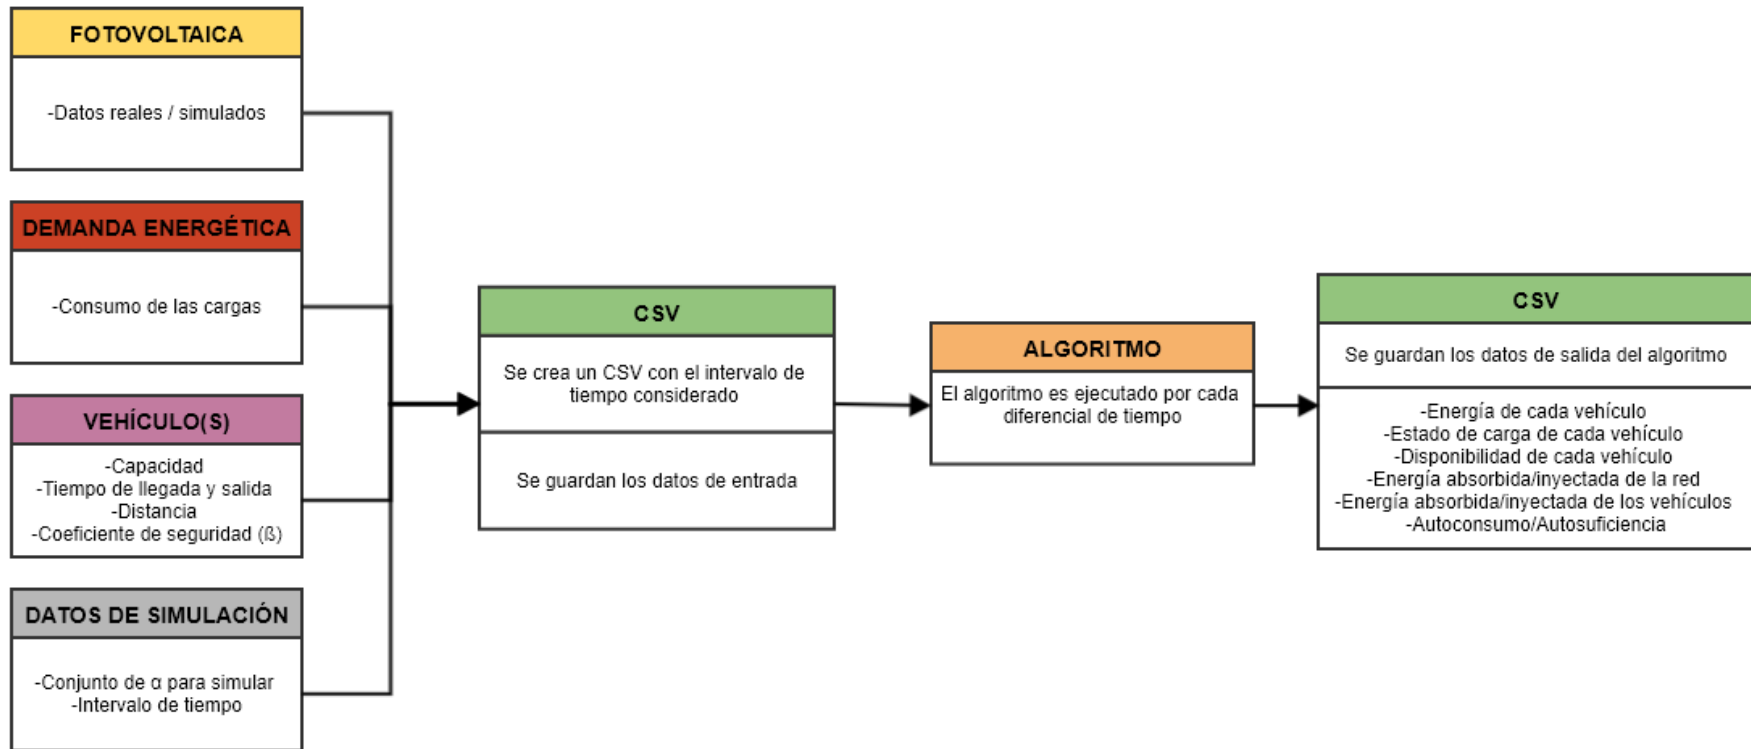 FOTOVOLTAICA
-Datos reales / simulados
DEMANDA ENERGÉTICA
-Consumo de las cargas
VEHÍCULO(S)
-Capacidad
-Tiempo de llegada y salida
-Distancia
-Coeficiente de seguridad (ß)
DATOS DE SIMULACIÓN
-Conjunto de α para simular
-Intervalo de tiempo
CSV
Se crea un CSV con el intervalo de
tiempo considerado
Se guardan los datos de entrada
ALGORITMO
El algoritmo es ejecutado por cada
diferencial de tiempo
CSV
Se guardan los datos de salida del algoritmo
-Energía de cada vehículo
-Estado de carga de cada vehículo
-Disponibilidad de cada vehículo
-Energía absorbida/inyectada de la red
-Energía absorbida/inyectada de los vehículos
-Autoconsumo/Autosuficiencia